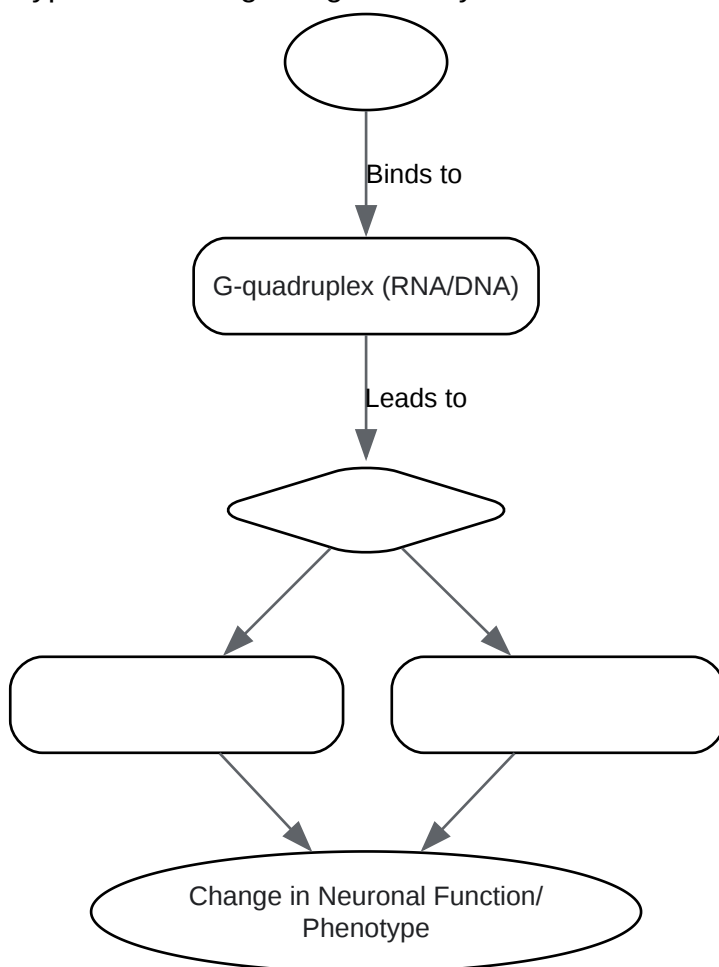 Binds to
G-quadruplex (RNA/DNA)
Leads to
Change in Neuronal Function/
Phenotype